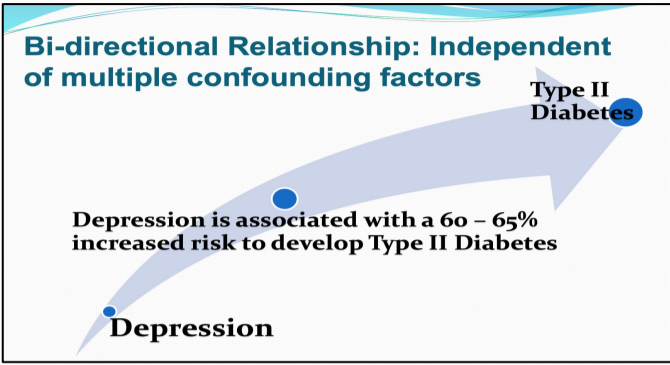 Bi-directional Relationship: Independent
of multiple confounding factors
Type II
Diabetes
Depression is associated with a 60 – 65%
increased risk to develop Type II Diabetes
Depression